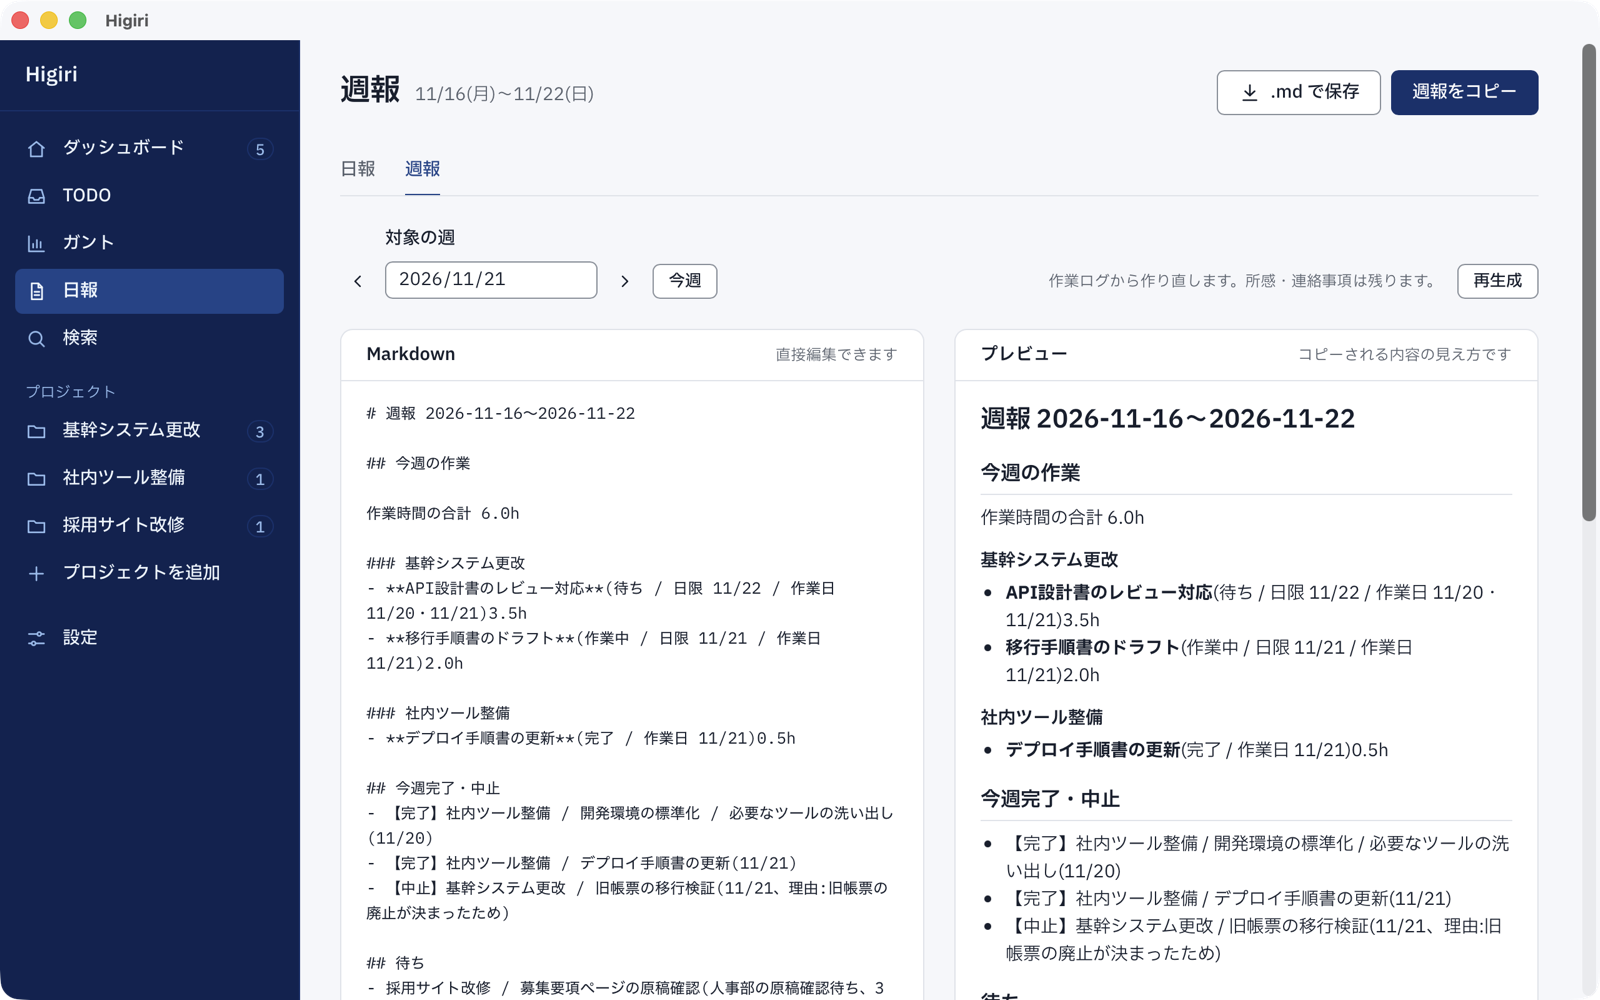 Higiri
Higiri
ダッシュボード 5
TODO
ガント
日報
検索
プロジェクト
基幹システム更改 3
社内ツール整備 1
採用サイト改修 1
プロジェクトを追加
設定
週報 11/16(月)〜11/22(日)
.md で保存
週報をコピー
日報 週報
対象の週
2026/11/21
今週
作業ログから作り直します。所感・連絡事項は残ります。
再生成
Markdown 直接編集できます
# 週報 2026-11-16〜2026-11-22
## 今週の作業
作業時間の合計 6.0h
### 基幹システム更改
- **API設計書のレビュー対応**(待ち / 日限 11/22 / 作業日
11/20・11/21)3.5h
- **移行手順書のドラフト**(作業中 / 日限 11/21 / 作業日
11/21)2.0h
### 社内ツール整備
- **デプロイ手順書の更新**(完了 / 作業日 11/21)0.5h
## 今週完了・中止
- 【完了】社内ツール整備 / 開発環境の標準化 / 必要なツールの洗い出し
(11/20)
- 【完了】社内ツール整備 / デプロイ手順書の更新(11/21)
- 【中止】基幹システム更改 / 旧帳票の移行検証(11/21、理由:旧帳票の
廃止が決まったため)
## 待ち
- 採用サイト改修 / 募集要項ページの原稿確認(人事部の原稿確認待ち、3
プレビュー コピーされる内容の見え方です
週報 2026-11-16〜2026-11-22
今週の作業
作業時間の合計 6.0h
基幹システム更改
• API設計書のレビュー対応(待ち / 日限 11/22 / 作業日 11/20・
11/21)3.5h
• 移行手順書のドラフト(作業中 / 日限 11/21 / 作業日
11/21)2.0h
社内ツール整備
• デプロイ手順書の更新(完了 / 作業日 11/21)0.5h
今週完了・中止
• 【完了】社内ツール整備 / 開発環境の標準化 / 必要なツールの洗
い出し(11/20)
• 【完了】社内ツール整備 / デプロイ手順書の更新(11/21)
• 【中止】基幹システム更改 / 旧帳票の移行検証(11/21、理由:旧
帳票の廃止が決まったため)
待ち